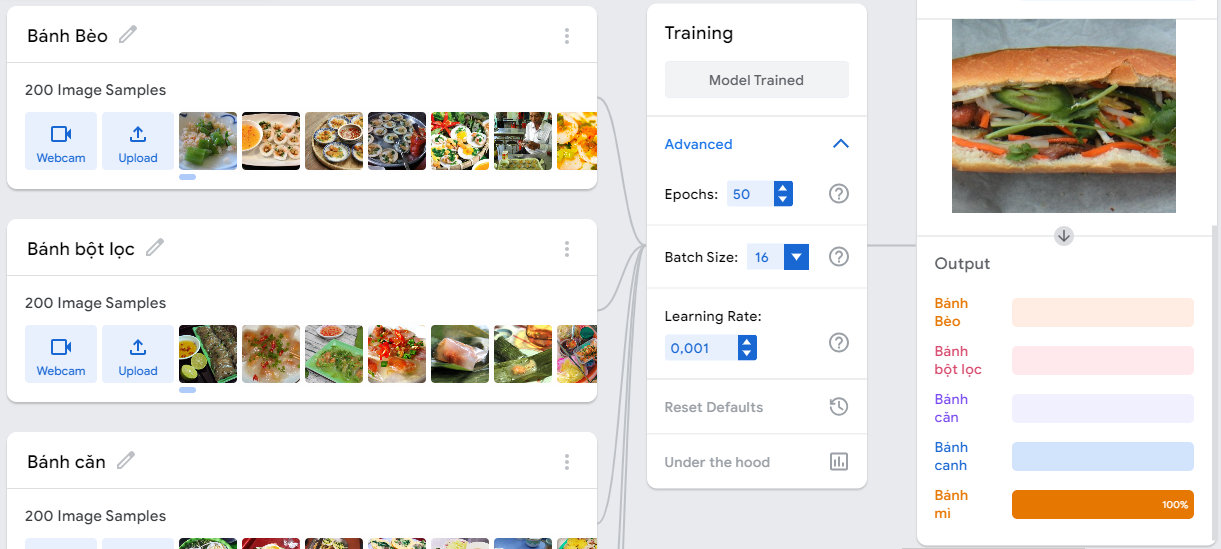 Bánh Bèo
200 Image Samples
Webcam
Upload
Bánh bột lọc
200 Image Samples
Webcam
Upload
Bánh căn
200 Image Samples
Training
Model Trained
Advanced
Epochs: 50
Batch Size: 16
Learning Rate:
0,001
Reset Defaults
Under the hood
Output
Bánh
Bèo
Bánh
bột lọc
Bánh
căn
Bánh
canh
Bánh
mì
100%